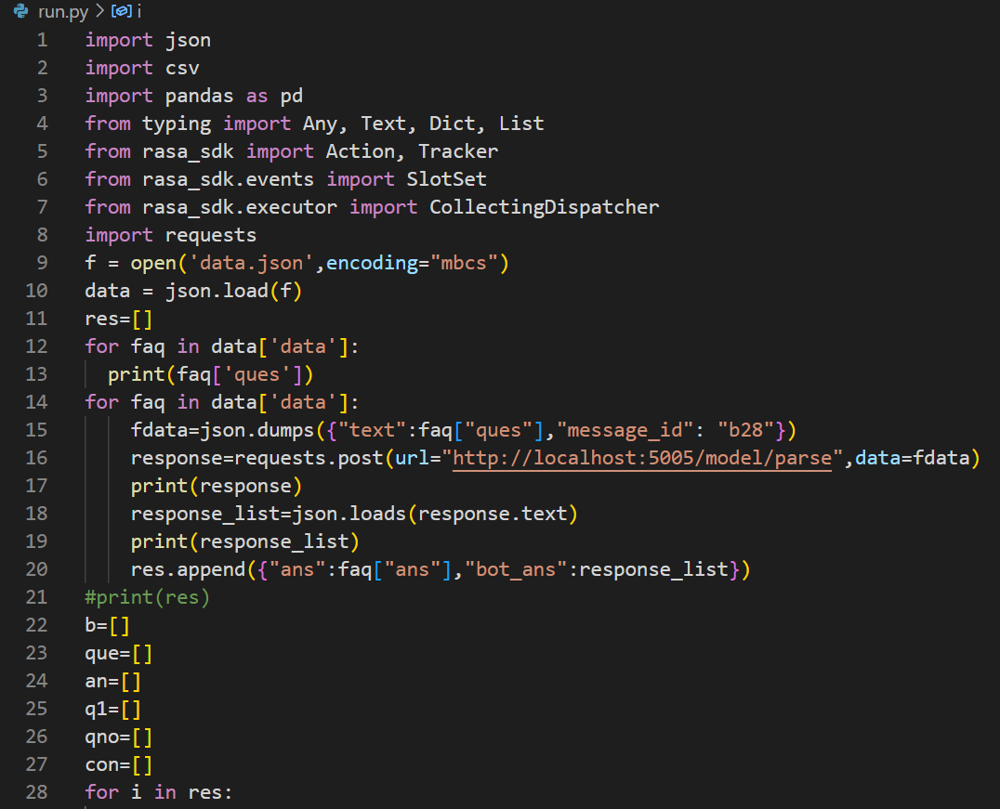 run.py > i
1 import json
2 import csv
3 import pandas as pd
4 from typing import Any, Text, Dict, List
5 from rasa_sdk import Action, Tracker
6 from rasa_sdk.events import SlotSet
7 from rasa_sdk.executor import CollectingDispatcher
8 import requests
9 f = open('data.json',encoding="mbcs")
10 data = json.load(f)
11 res=[]
12 for faq in data['data']:
13   print(faq['ques'])
14 for faq in data['data']:
15     fdata=json.dumps({"text":faq["ques"],"message_id": "b28"})
16     response=requests.post(url="http://localhost:5005/model/parse",data=fdata)
17     print(response)
18     response_list=json.loads(response.text)
19     print(response_list)
20     res.append({"ans":faq["ans"],"bot_ans":response_list})
21 #print(res)
22 b=[]
23 que=[]
24 an=[]
25 q1=[]
26 qno=[]
27 con=[]
28 for i in res: